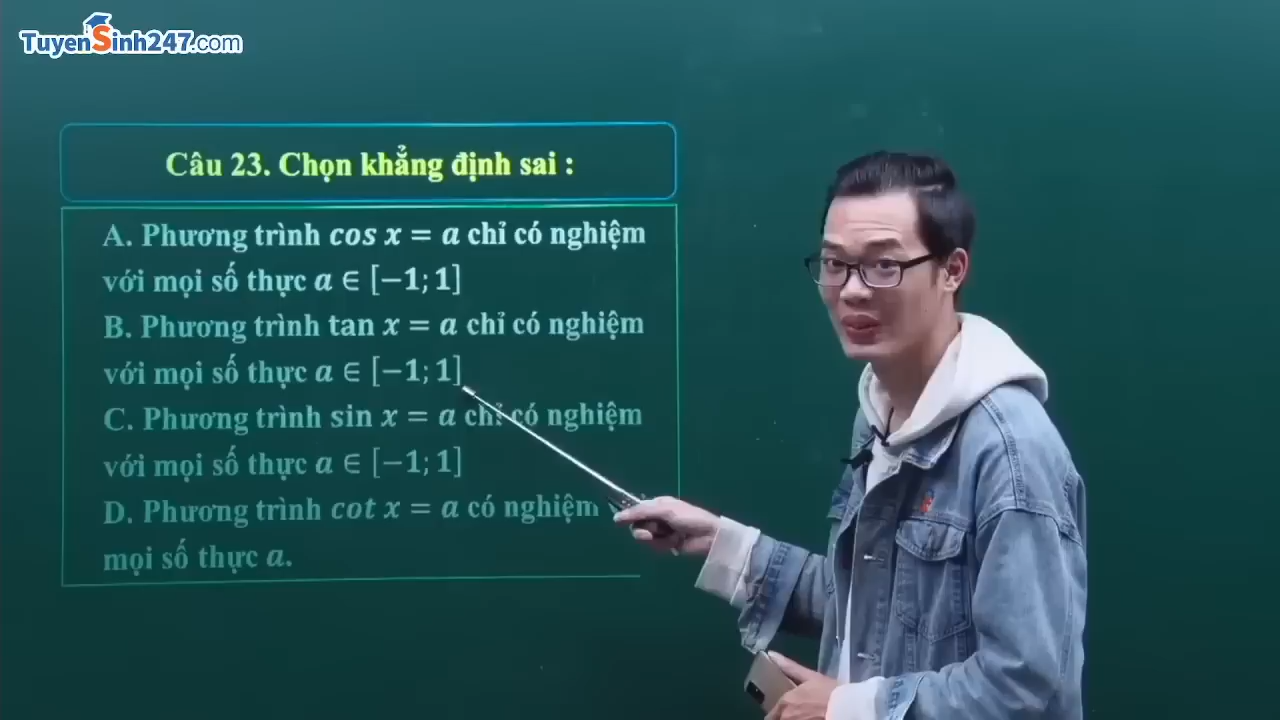 TuyenSinh247.com
Câu 23. Chọn khẳng định sai :
A. Phương trình cos x = a chỉ có nghiệm
với mọi số thực a ∈ [−1; 1]
B. Phương trình tan x = a chỉ có nghiệm
với mọi số thực a ∈ [−1; 1]
C. Phương trình sin x = a chỉ có nghiệm
với mọi số thực a ∈ [−1; 1]
D. Phương trình cot x = a có nghiệm
mọi số thực a.